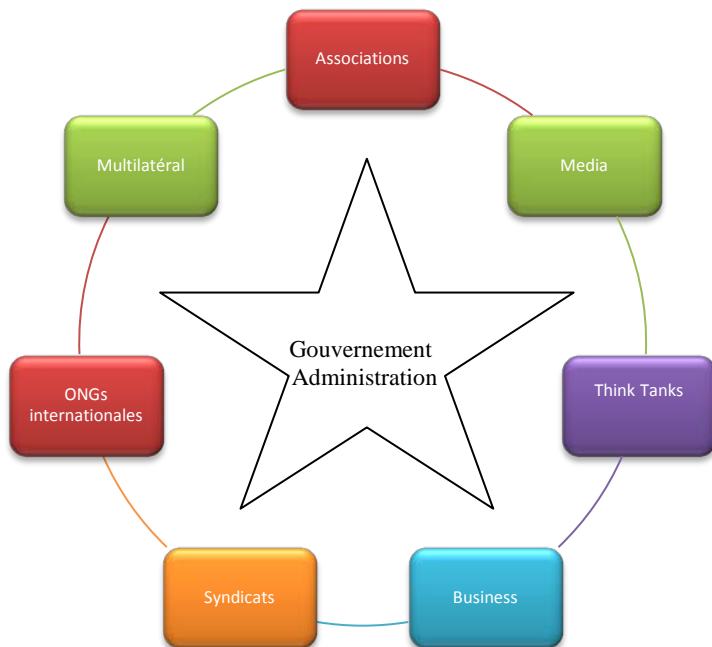 Associations
Multilatéral
Media
Gouvernement
Administration
ONGs
internationales
Think Tanks
Syndicats
Business